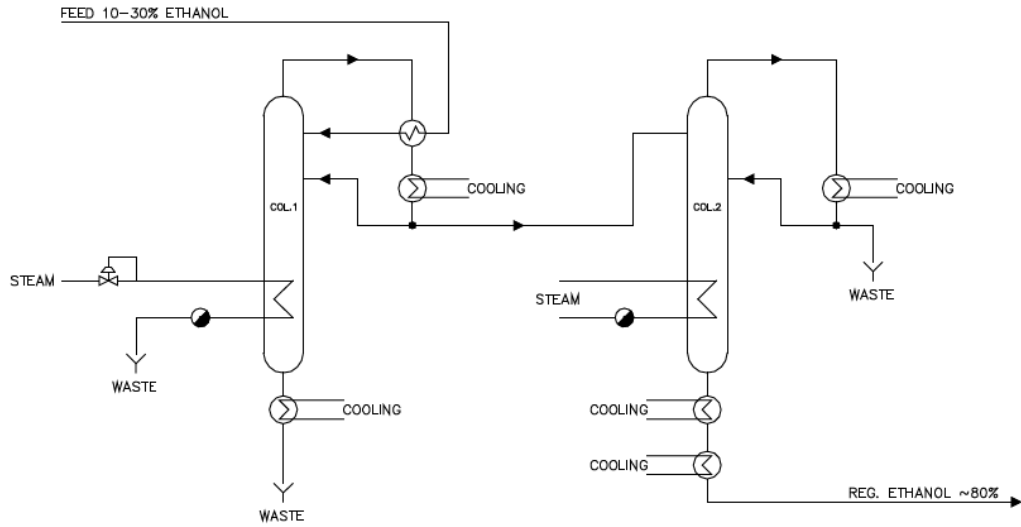 FEED 10-30% ETHANOL
COOLING
COOLING
COL.1
COL.2
STEAM
STEAM
WASTE
WASTE
COOLING
COOLING
COOLING
REG. ETHANOL ~80%
WASTE